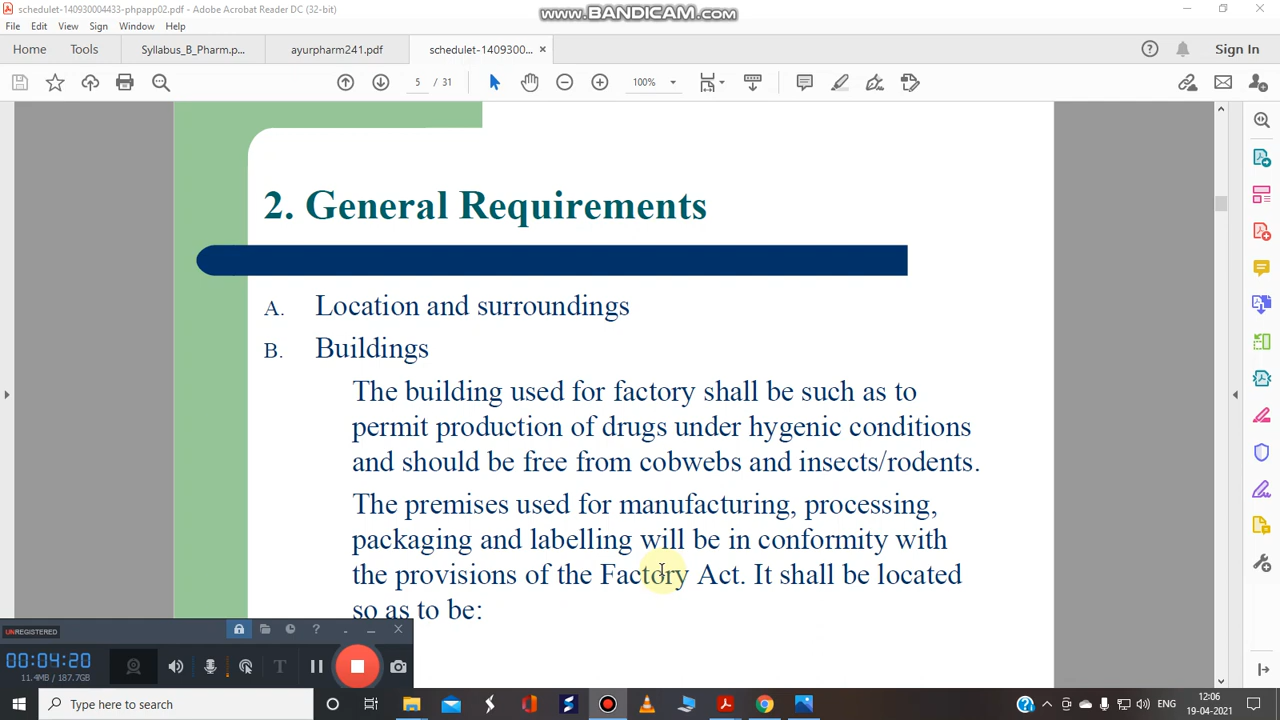 schedulet-140930004433-phpapp02.pdf - Adobe Acrobat Reader DC (32-bit)
www.BANDICAM.com
File Edit View Sign Window Help
Home Tools Syllabus_B_Pharm.p... ayurpharm241.pdf schedulet-1409300... × Sign In
5 / 31 100%
2. General Requirements
A. Location and surroundings
B. Buildings
The building used for factory shall be such as to
permit production of drugs under hygenic conditions
and should be free from cobwebs and insects/rodents.
The premises used for manufacturing, processing,
packaging and labelling will be in conformity with
the provisions of the Factory Act. It shall be located
so as to be:
UNREGISTERED
00:04:20
11.4MB / 187.7GB
Type here to search
ENG
12:06
19-04-2021